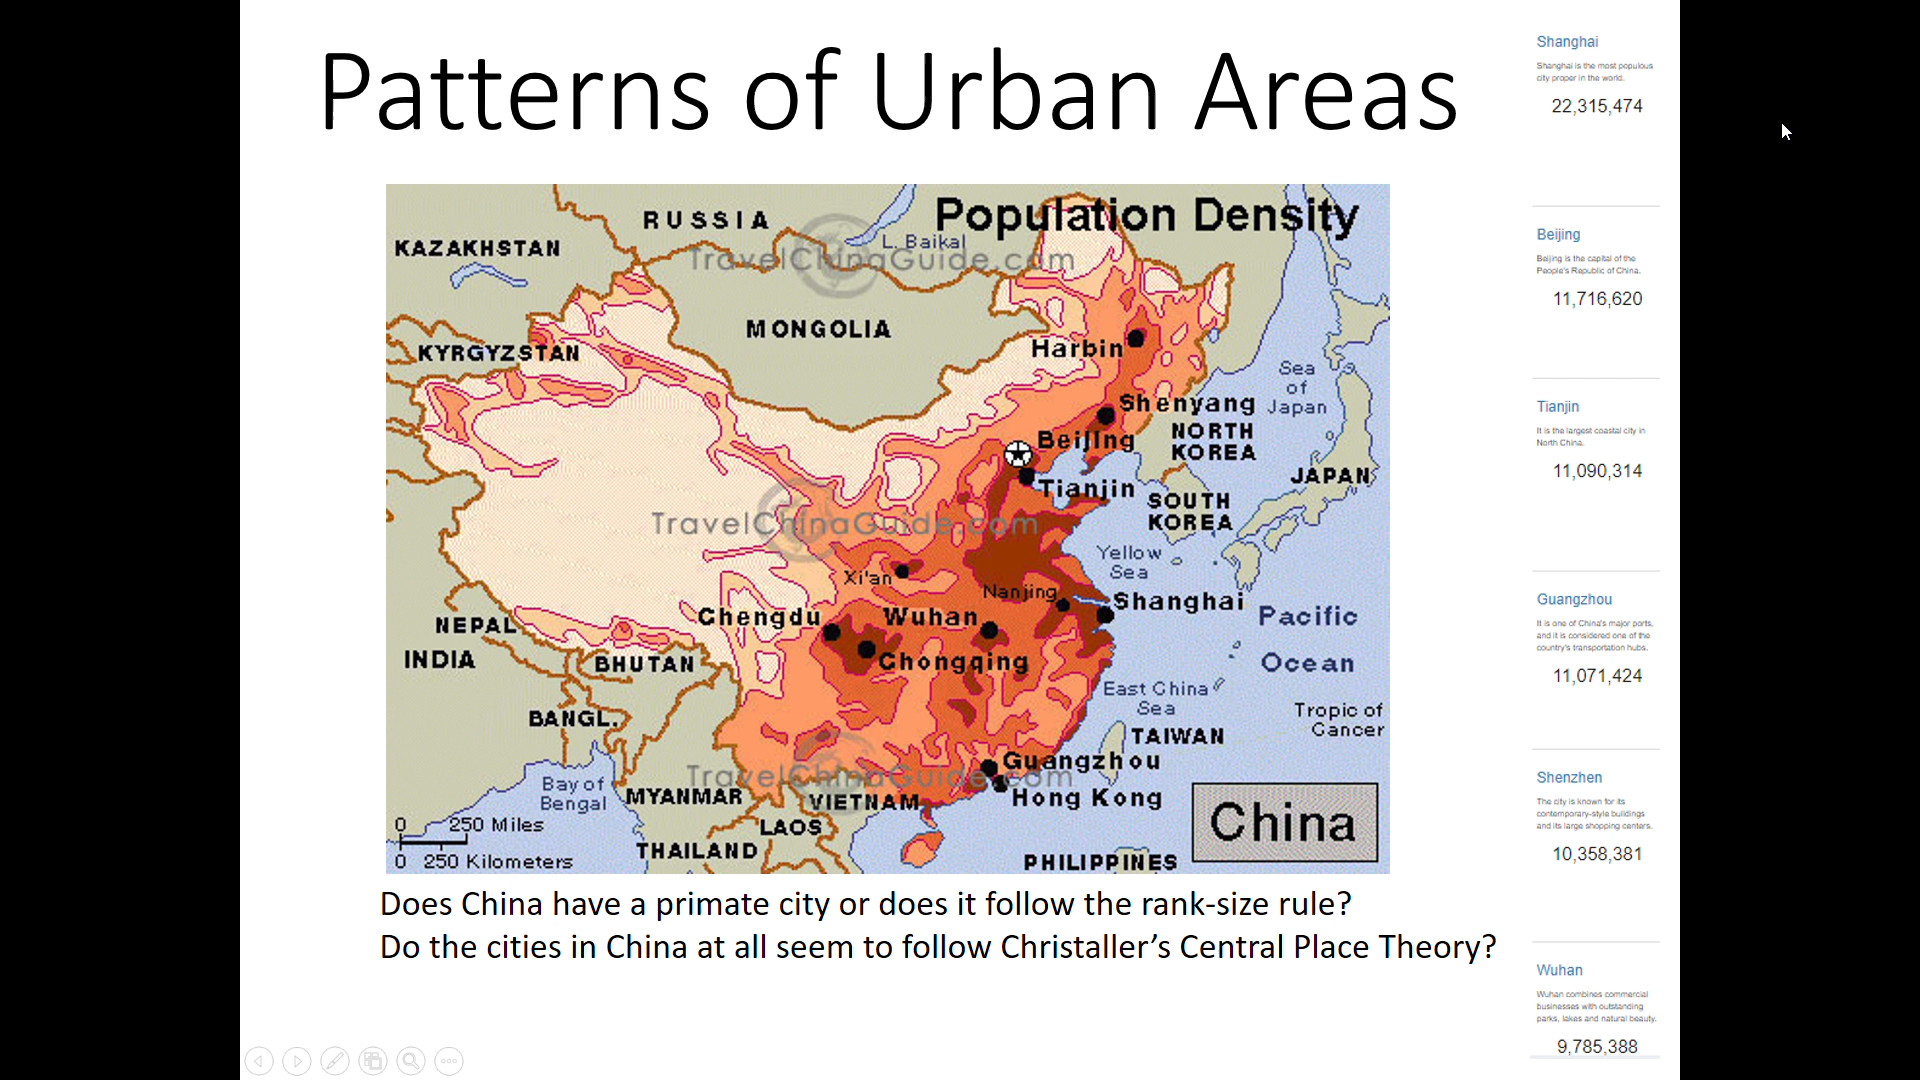 Patterns of Urban Areas
Population Density
RUSSIA
KAZAKHSTAN
L. Baikal
TravelChinaGuide.com
MONGOLIA
KYRGYZSTAN
Harbin
Sea
of
Japan
Shenyang
BeijIng
NORTH
KOREA
JAPAN
Tianjin
SOUTH
KOREA
TravelChinaGuide.com
Yellow
Sea
Xi'an
Nanjing
Shanghai
Chengdu
Wuhan
Pacific
Ocean
NEPAL
INDIA
BHUTAN
Chongqing
East China
Sea
BANGL.
Tropic of
Cancer
TAIWAN
Guangzhou
TravelChinaGuide.com
Bay of
Bengal
MYANMAR
VIETNAM
Hong Kong
China
0 250 Miles
LAOS
0 250 Kilometers
THAILAND
PHILIPPINES
Does China have a primate city or does it follow the rank-size rule?
Do the cities in China at all seem to follow Christaller’s Central Place Theory?
Shanghai
Shanghai is the most populous
city proper in the world.
22,315,474
Beijing
Beijing is the capital of the
People's Republic of China.
11,716,620
Tianjin
It is the largest coastal city in
North China.
11,090,314
Guangzhou
It is one of China's major ports,
and it is considered one of the
country's transportation hubs.
11,071,424
Shenzhen
The city is known for its
contemporary-style buildings
and its large shopping centers.
10,358,381
Wuhan
Wuhan combines commercial
businesses with outstanding
parks, lakes and natural beauty.
9,785,388